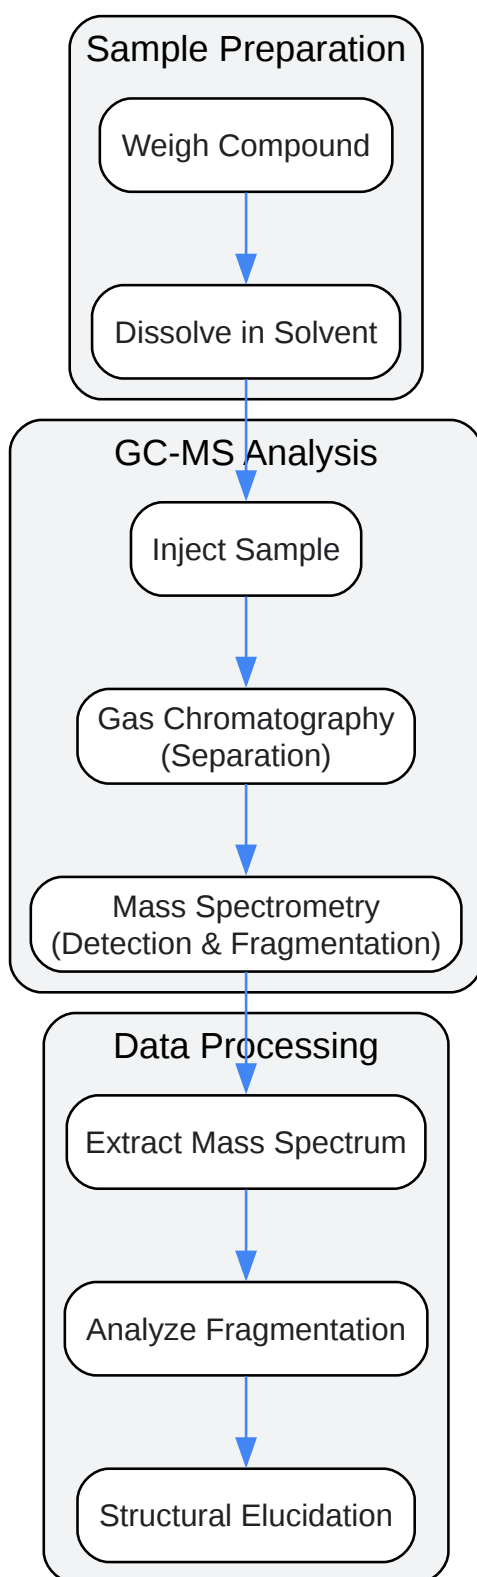 Sample Preparation
Weigh Compound
Dissolve in Solvent
GC-MS Analysis
Inject Sample
Gas Chromatography
(Separation)
Mass Spectrometry
(Detection & Fragmentation)
Data Processing
Extract Mass Spectrum
Analyze Fragmentation
Structural Elucidation